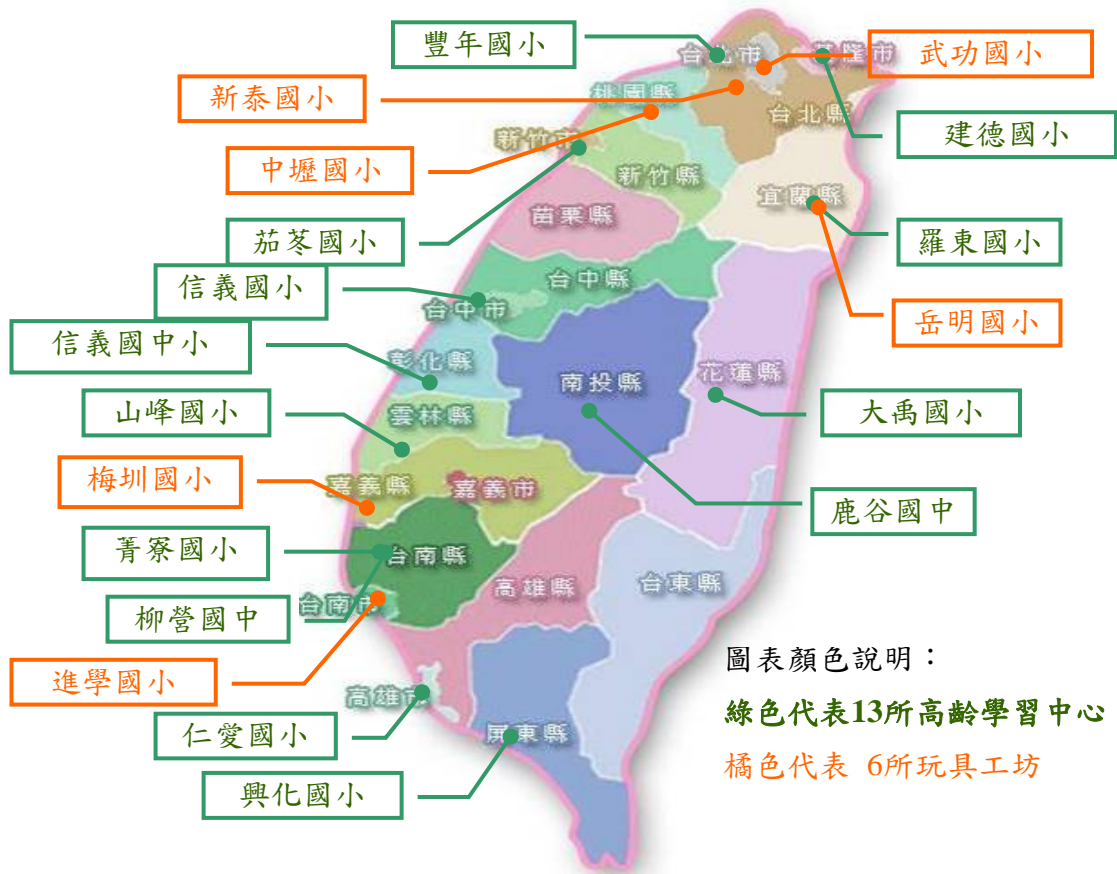 豐年國小
台北市
基隆市
武功國小
新泰國小
桃園縣
台北縣
建德國小
新竹市
中壢國小
新竹縣
宜蘭縣
苗栗縣
茄苳國小
羅東國小
信義國小
台中縣
台中市
岳明國小
信義國中小
彰化縣
南投縣
花蓮縣
山峰國小
雲林縣
大禹國小
梅圳國小
嘉義縣
嘉義市
鹿谷國中
菁寮國小
台南縣
高雄縣
台東縣
柳營國中
台南市
進學國小
高雄市
仁愛國小
屏東縣
興化國小
圖表顏色說明：
綠色代表13所高齡學習中心
橘色代表 6所玩具工坊